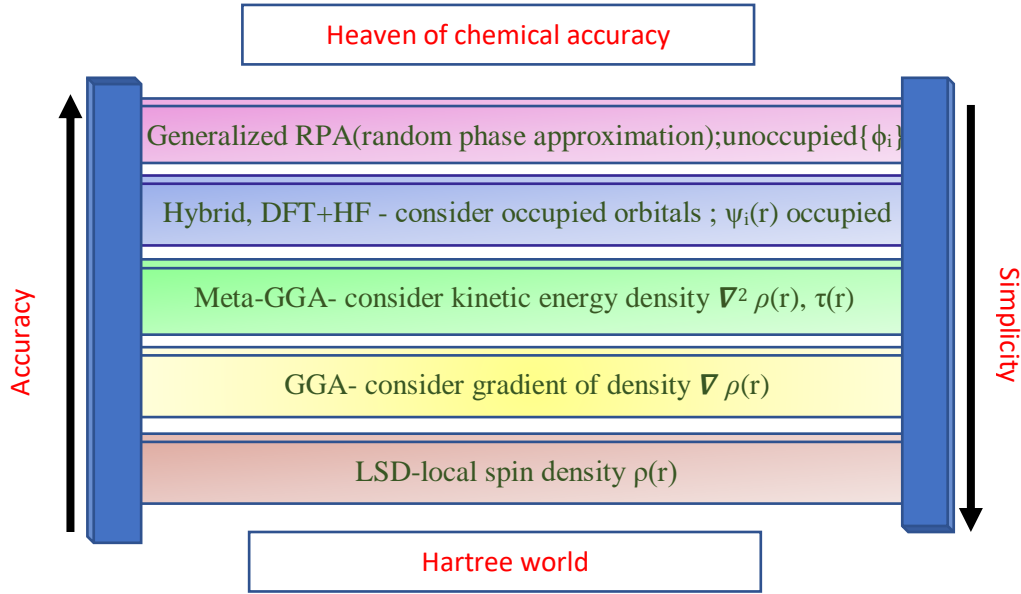 Heaven of chemical accuracy
Generalized RPA(random phase approximation);unoccupied{ϕᵢ}
Hybrid, DFT+HF - consider occupied orbitals ; ψᵢ(r) occupied
Meta-GGA- consider kinetic energy density 𝛁² ρ(r), τ(r)
GGA- consider gradient of density 𝛁 ρ(r)
LSD-local spin density ρ(r)
Hartree world
Accuracy
Simplicity